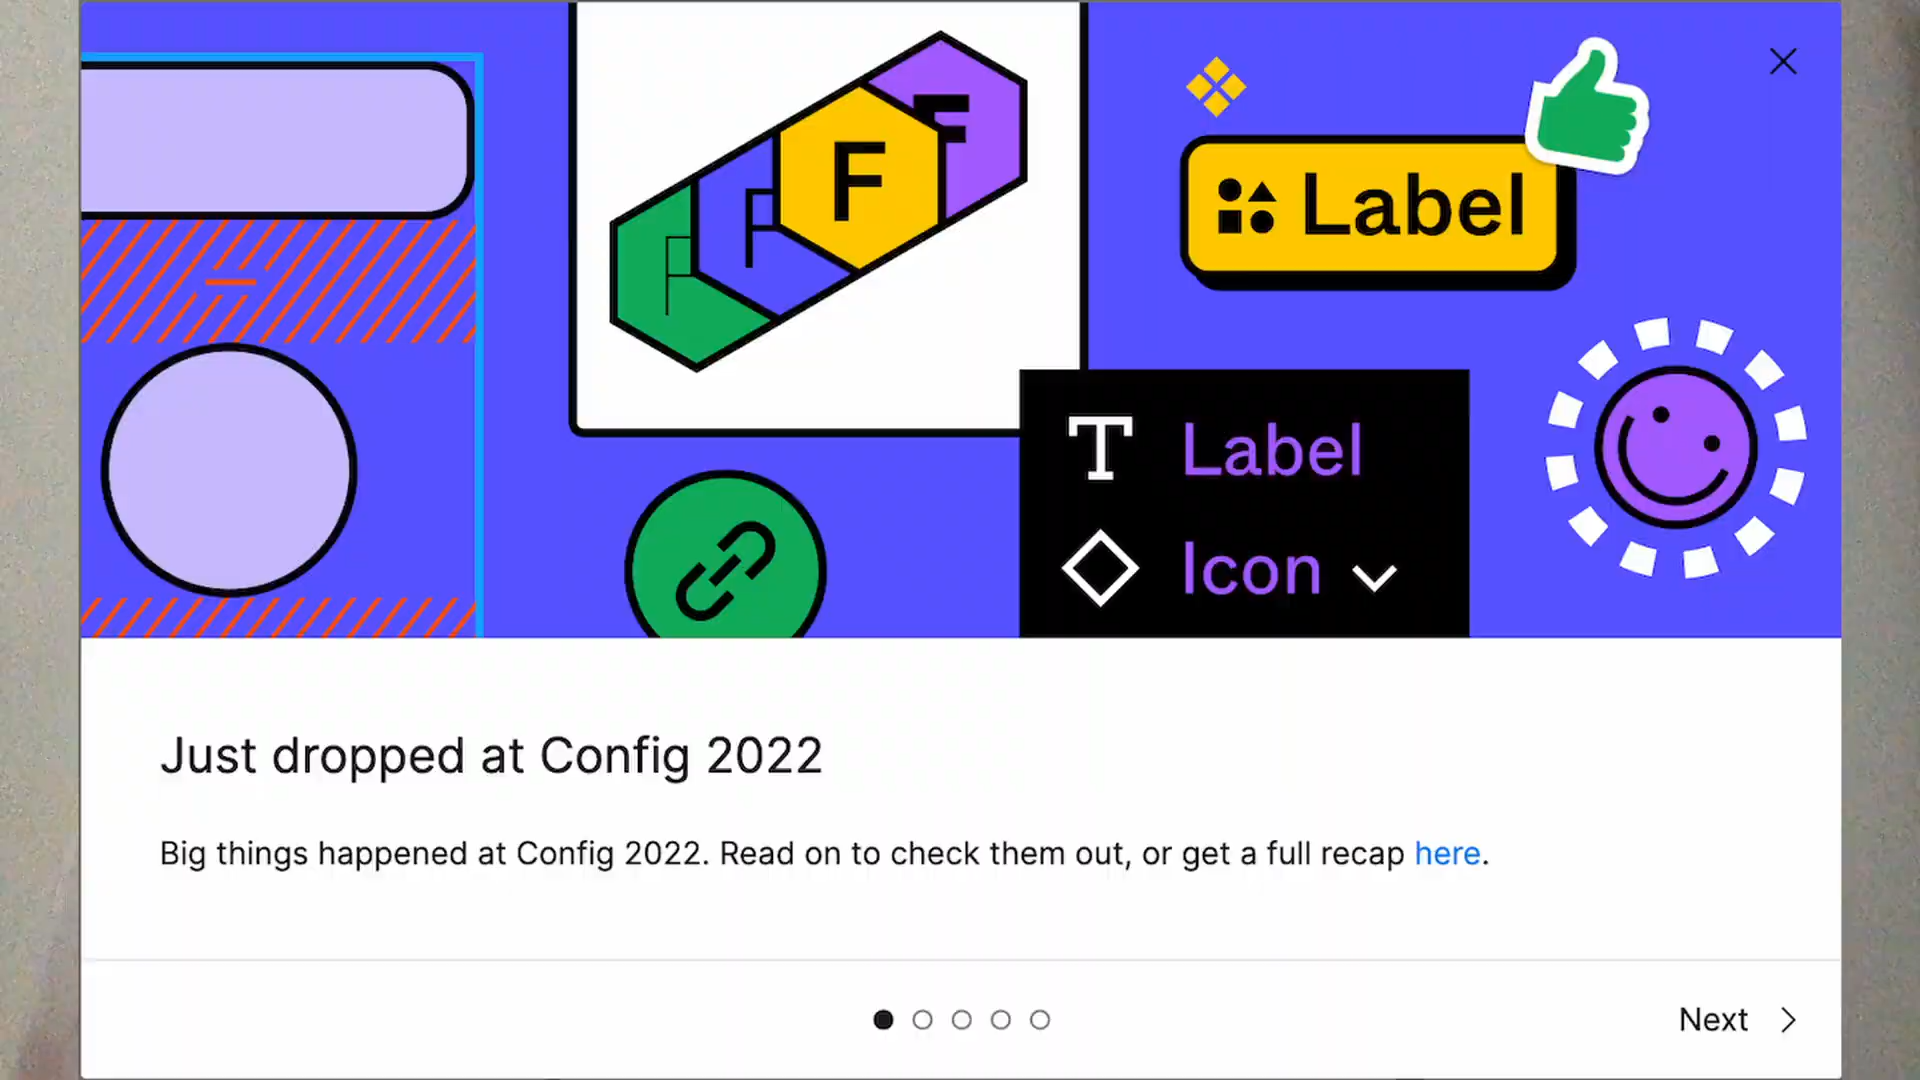 F F F F
Label
Label
Icon
Just dropped at Config 2022
Big things happened at Config 2022. Read on to check them out, or get a full recap here.
Next